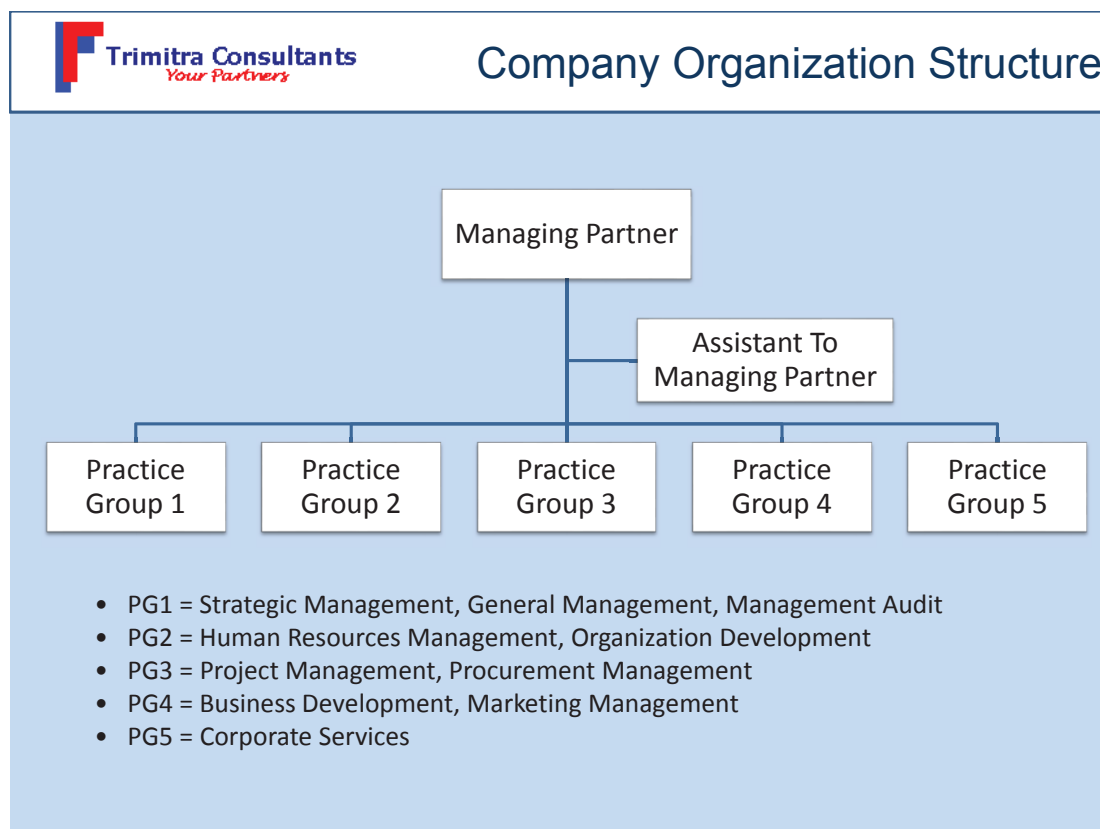 Trimitra Consultants
Your Partners
Company Organization Structure
Managing Partner
Assistant To
Managing Partner
Practice
Group 1
Practice
Group 2
Practice
Group 3
Practice
Group 4
Practice
Group 5
• PG1 = Strategic Management, General Management, Management Audit
• PG2 = Human Resources Management, Organization Development
• PG3 = Project Management, Procurement Management
• PG4 = Business Development, Marketing Management
• PG5 = Corporate Services